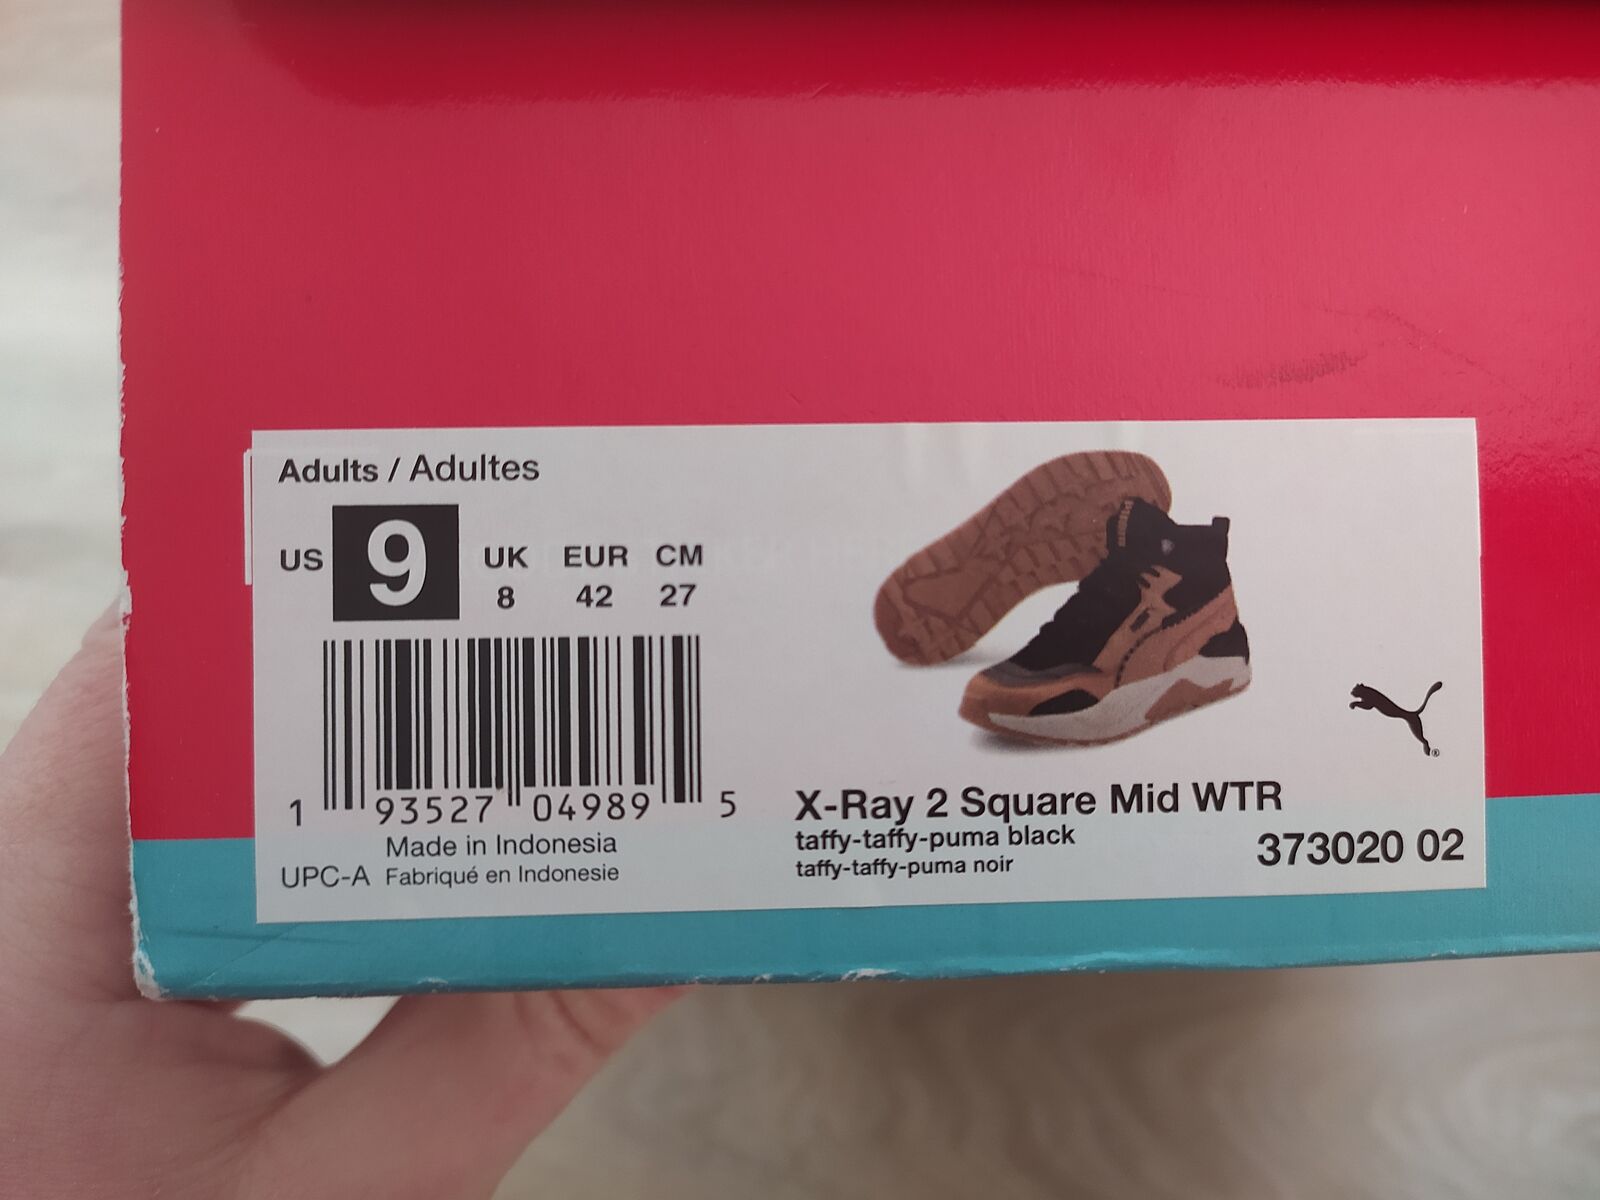 Adults / Adultes
US 9 UK EUR CM
8 42 27
1 93527 04989 5
Made in Indonesia
UPC-A Fabriqué en Indonesie
X-Ray 2 Square Mid WTR
taffy-taffy-puma black
taffy-taffy-puma noir
373020 02